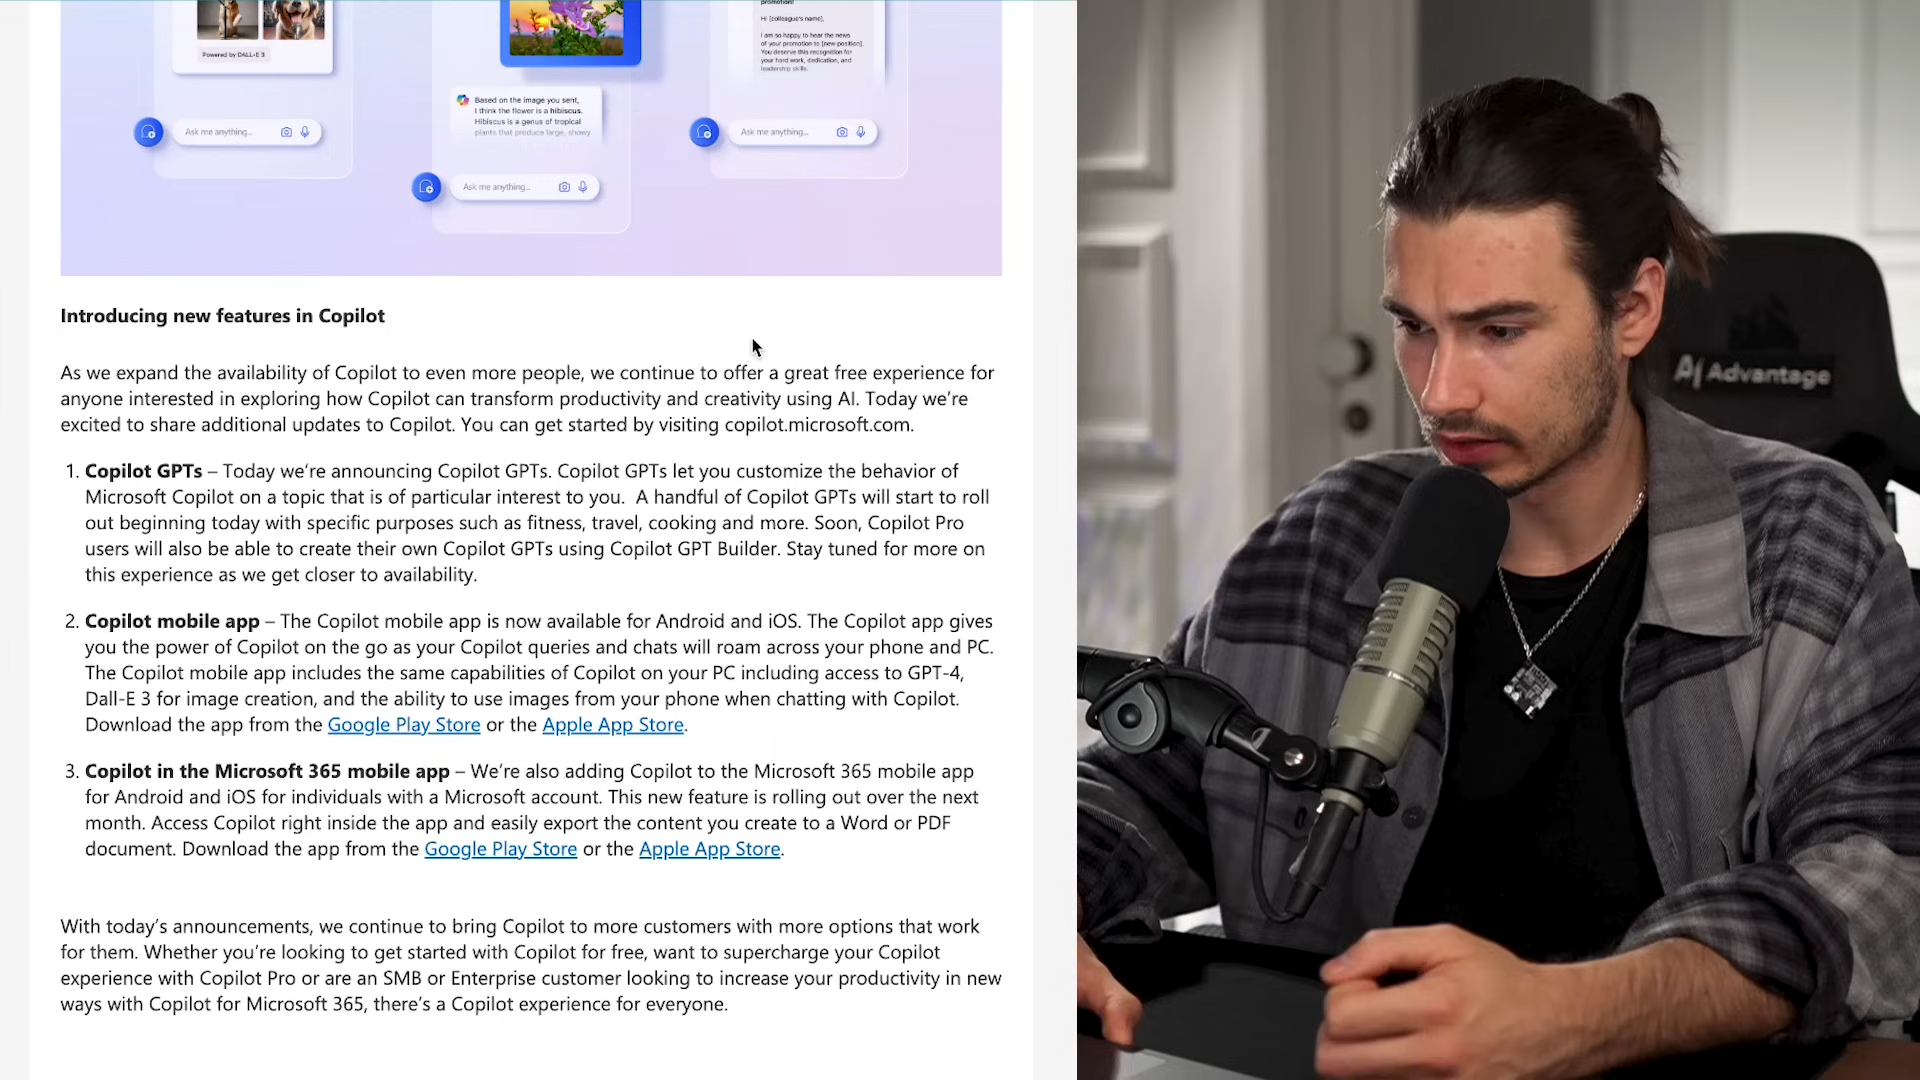 promotion!
Hi [colleague's name],
I am so happy to hear the news
of your promotion to [new position].
You deserve this recognition for
your hard work, dedication, and
leadership skills.
Powered by DALL-E 3
Based on the image you sent,
I think the flower is a hibiscus.
Hibiscus is a genus of tropical
plants that produce large, showy
Ask me anything...
Ask me anything...
Ask me anything...
Introducing new features in Copilot
As we expand the availability of Copilot to even more people, we continue to offer a great free experience for
anyone interested in exploring how Copilot can transform productivity and creativity using AI. Today we're
excited to share additional updates to Copilot. You can get started by visiting copilot.microsoft.com.
1. Copilot GPTs – Today we're announcing Copilot GPTs. Copilot GPTs let you customize the behavior of
Microsoft Copilot on a topic that is of particular interest to you. A handful of Copilot GPTs will start to roll
out beginning today with specific purposes such as fitness, travel, cooking and more. Soon, Copilot Pro
users will also be able to create their own Copilot GPTs using Copilot GPT Builder. Stay tuned for more on
this experience as we get closer to availability.
2. Copilot mobile app – The Copilot mobile app is now available for Android and iOS. The Copilot app gives
you the power of Copilot on the go as your Copilot queries and chats will roam across your phone and PC.
The Copilot mobile app includes the same capabilities of Copilot on your PC including access to GPT-4,
Dall-E 3 for image creation, and the ability to use images from your phone when chatting with Copilot.
Download the app from the Google Play Store or the Apple App Store.
3. Copilot in the Microsoft 365 mobile app – We're also adding Copilot to the Microsoft 365 mobile app
for Android and iOS for individuals with a Microsoft account. This new feature is rolling out over the next
month. Access Copilot right inside the app and easily export the content you create to a Word or PDF
document. Download the app from the Google Play Store or the Apple App Store.
With today's announcements, we continue to bring Copilot to more customers with more options that work
for them. Whether you're looking to get started with Copilot for free, want to supercharge your Copilot
experience with Copilot Pro or are an SMB or Enterprise customer looking to increase your productivity in new
ways with Copilot for Microsoft 365, there's a Copilot experience for everyone.
A Advantage